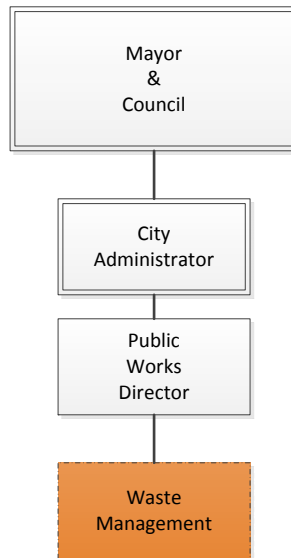 Mayor
&
Council
City
Administrator
Public
Works
Director
Waste
Management